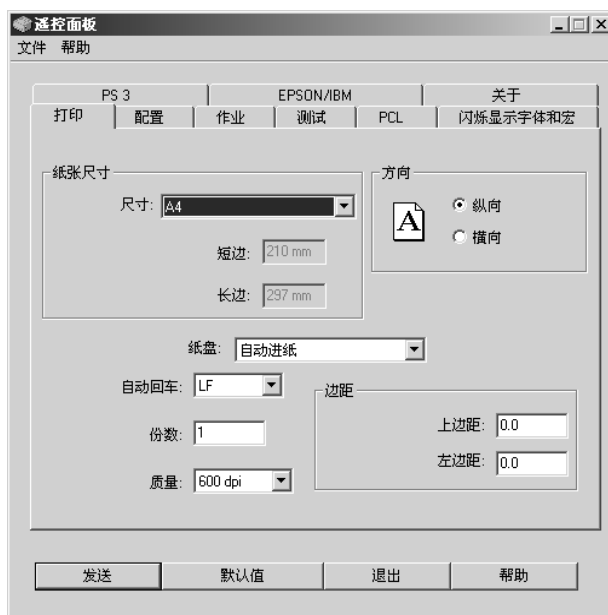 遥控面板
文件 帮助
PS 3 EPSON/IBM 关于
打印 配置 作业 测试 PCL 闪烁显示字体和宏
纸张尺寸
尺寸: A4
短边: 210 mm
长边: 297 mm
方向
A
纵向
横向
纸盘: 自动进纸
自动回车: LF
份数: 1
质量: 600 dpi
边距
上边距: 0.0
左边距: 0.0
发送 默认值 退出 帮助